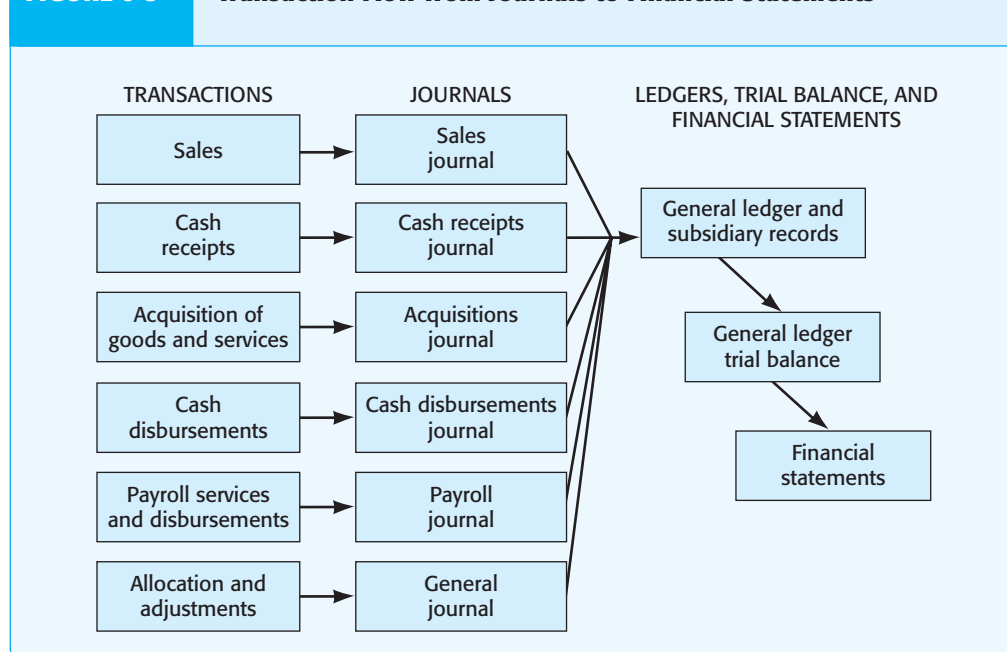 TRANSACTIONS
JOURNALS
LEDGERS, TRIAL BALANCE, AND
FINANCIAL STATEMENTS
Sales
Sales
journal
Cash
receipts
Cash receipts
journal
Acquisition of
goods and services
Acquisitions
journal
Cash
disbursements
Cash disbursements
journal
Payroll services
and disbursements
Payroll
journal
Allocation and
adjustments
General
journal
General ledger and
subsidiary records
General ledger
trial balance
Financial
statements